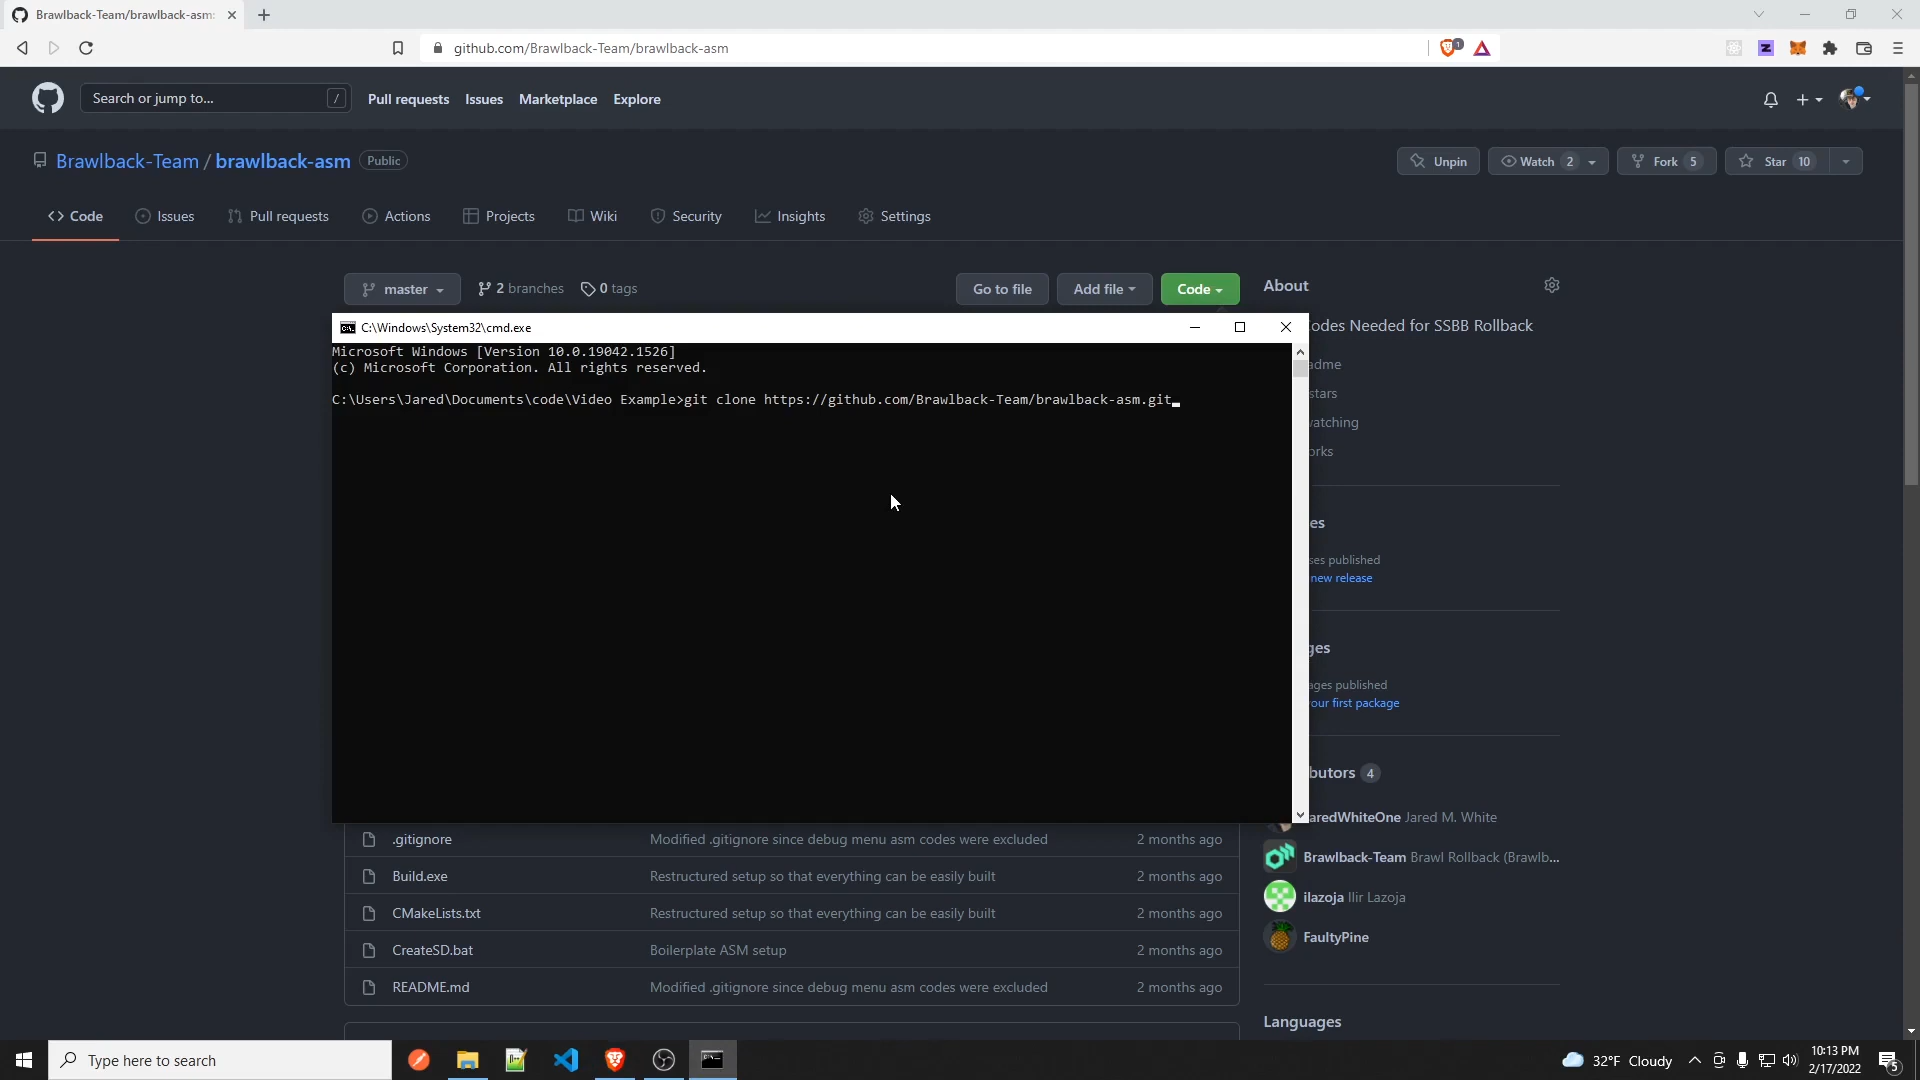 Brawlback-Team/brawlback-asm:
github.com/Brawlback-Team/brawlback-asm
1
Search or jump to...
/
Pull requests
Issues
Marketplace
Explore
Brawlback-Team / brawlback-asm
Public
Unpin
Watch 2
Fork 5
Star 10
Code
Issues
Pull requests
Actions
Projects
Wiki
Security
Insights
Settings
master
2 branches
0 tags
Go to file
Add file
Code
About
C:\Windows\System32\cmd.exe
Microsoft Windows [Version 10.0.19042.1526]
(c) Microsoft Corporation. All rights reserved.
C:\Users\Jared\Documents\code\Video Example>git clone https://github.com/Brawlback-Team/brawlback-asm.git
odes Needed for SSBB Rollback
adme
stars
watching
orks
es
ses published
new release
ges
ages published
our first package
butors 4
aredWhiteOne Jared M. White
Brawlback-Team Brawl Rollback (Brawlb...
ilazoja Ilir Lazoja
FaultyPine
Languages
.gitignore Modified .gitignore since debug menu asm codes were excluded 2 months ago
Build.exe Restructured setup so that everything can be easily built 2 months ago
CMakeLists.txt Restructured setup so that everything can be easily built 2 months ago
CreateSD.bat Boilerplate ASM setup 2 months ago
README.md Modified .gitignore since debug menu asm codes were excluded 2 months ago
Type here to search
32°F Cloudy
10:13 PM
2/17/2022
5